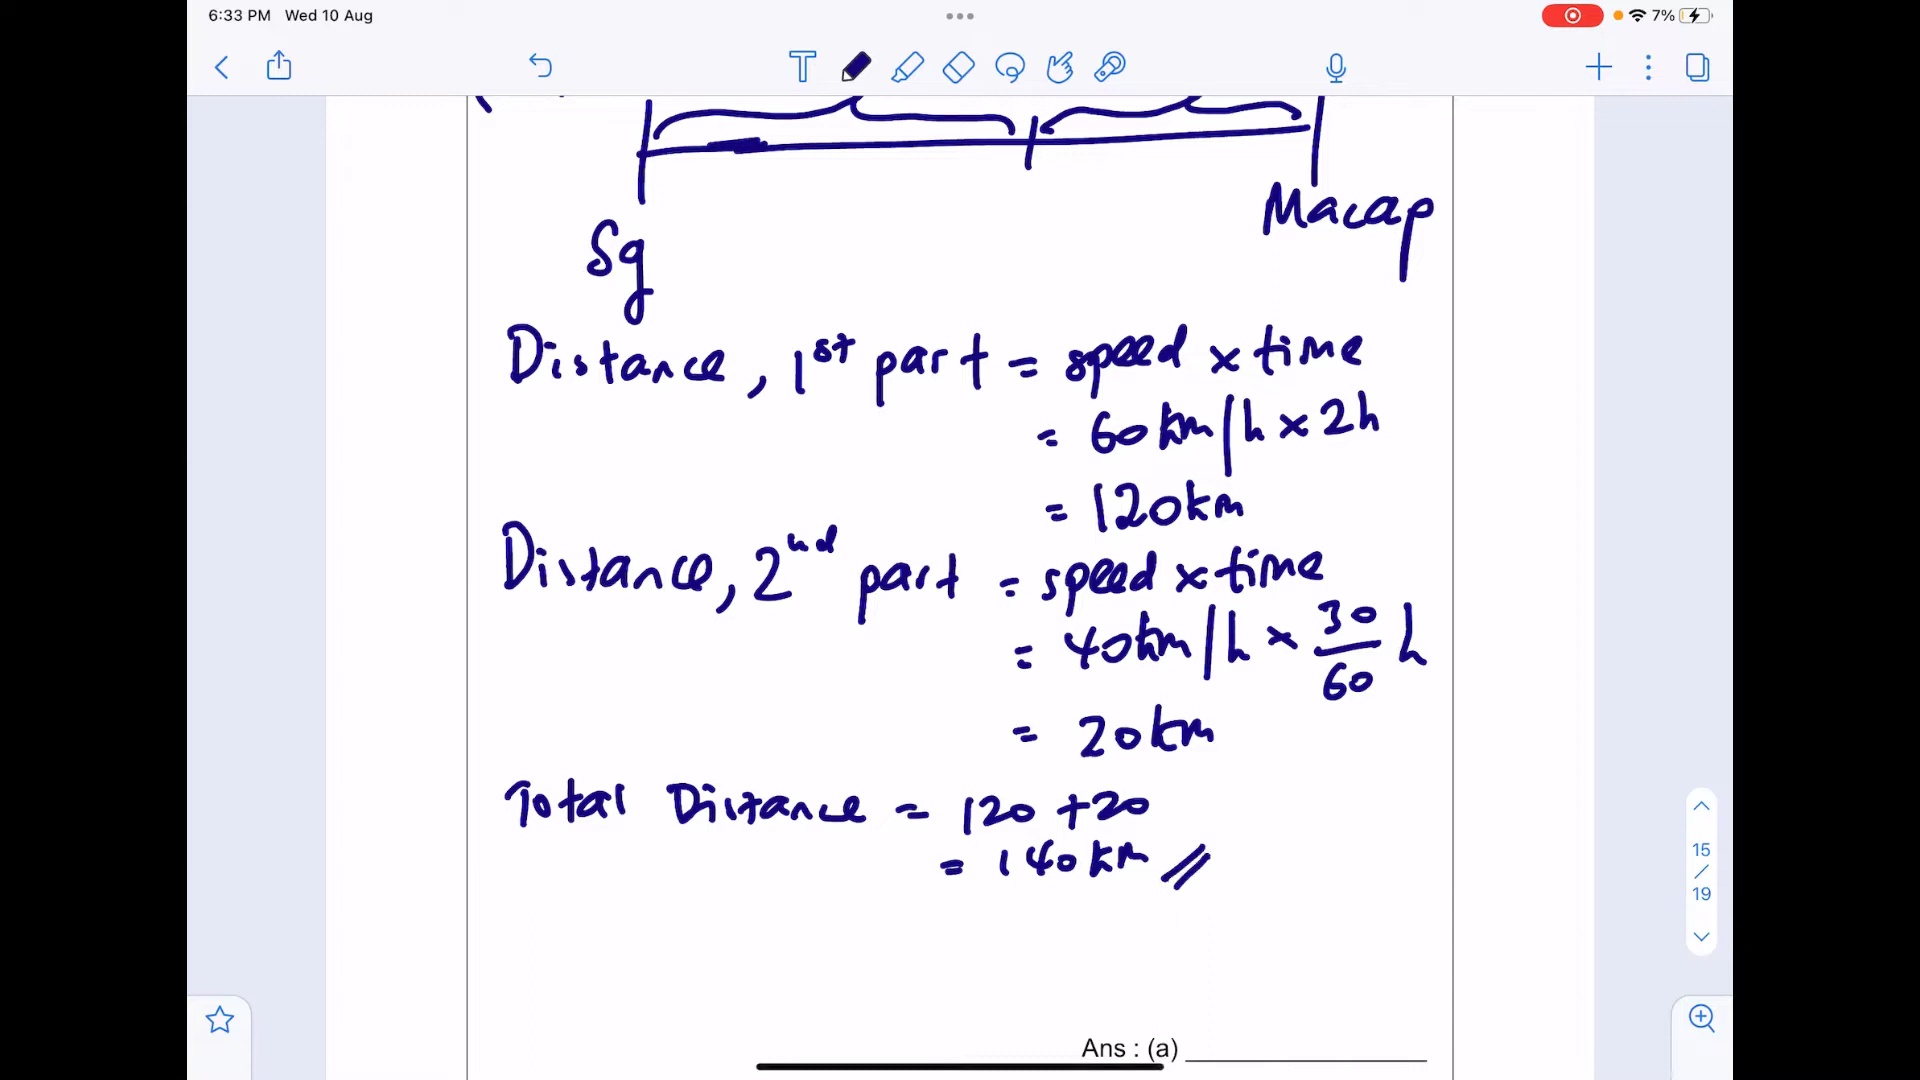 6:33 PM Wed 10 Aug
7%
Sg
Macap
Distance, 1st part = speed x time
= 60km/h x 2h
= 120km
Distance, 2nd part = speed x time
= 40km/h x 30/60 h
= 20km
Total Distance = 120 + 20
= 140km //
15
/
19
Ans : (a) ____________